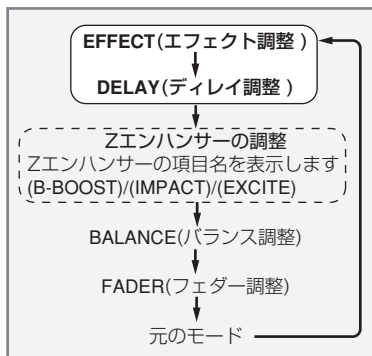 EFFECT(エフェクト調整 )
DELAY(ディレイ調整 )
Zエンハンサーの調整
Zエンハンサーの項目名を表示します
(B-BOOST)/(IMPACT)/(EXCITE)
BALANCE(バランス調整)
FADER(フェダー調整)
元のモード